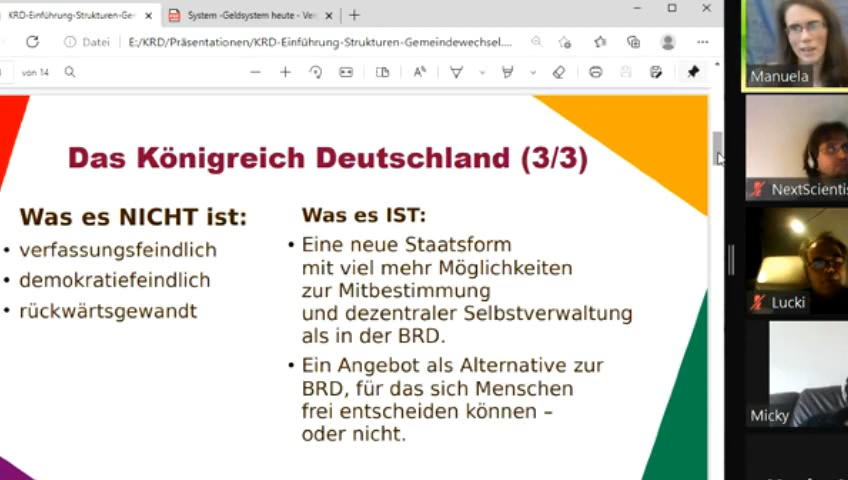 KRD-Einführung-Strukturen-Ge
System -Geldsystem heute - Ver
Datei
E:/KRD/Präsentationen/KRD-Einführung-Strukturen-Gemeindewechsel....
von 14
Das Königreich Deutschland (3/3)
Was es NICHT ist:
• verfassungsfeindlich
• demokratiefeindlich
• rückwärtsgewandt
Was es IST:
• Eine neue Staatsform
mit viel mehr Möglichkeiten
zur Mitbestimmung
und dezentraler Selbstverwaltung
als in der BRD.
• Ein Angebot als Alternative zur
BRD, für das sich Menschen
frei entscheiden können –
oder nicht.
Manuela
NextScientis
Lucki
Micky